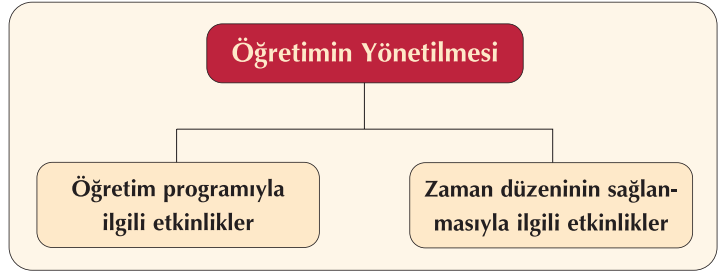 Öğretimin Yönetilmesi
Öğretim programıyla
ilgili etkinlikler
Zaman düzeninin sağlan-
masıyla ilgili etkinlikler